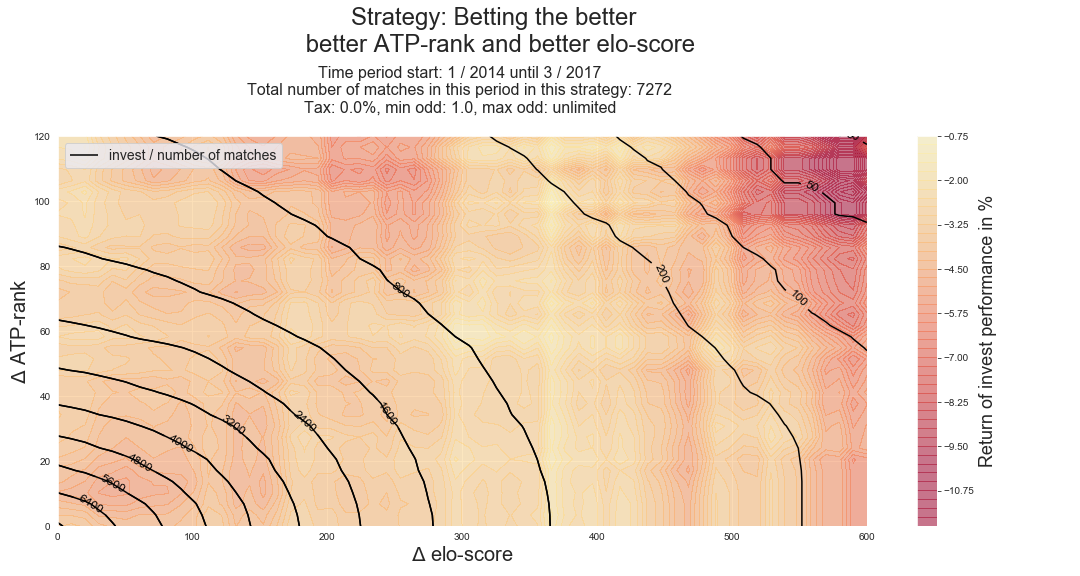 Strategy: Betting the better
better ATP-rank and better elo-score
Time period start: 1 / 2014 until 3 / 2017
Total number of matches in this period in this strategy: 7272
Tax: 0.0%, min odd: 1.0, max odd: unlimited
invest / number of matches
Δ ATP-rank
120
100
80
60
40
20
0
0 100 200 300 400 500 600
Δ elo-score
6400
5600
4800
4000
3200
2400
1600
800
200
100
50
−0.75
−2.00
−3.25
−4.50
−5.75
−7.00
−8.25
−9.50
−10.75
Return of invest performance in %